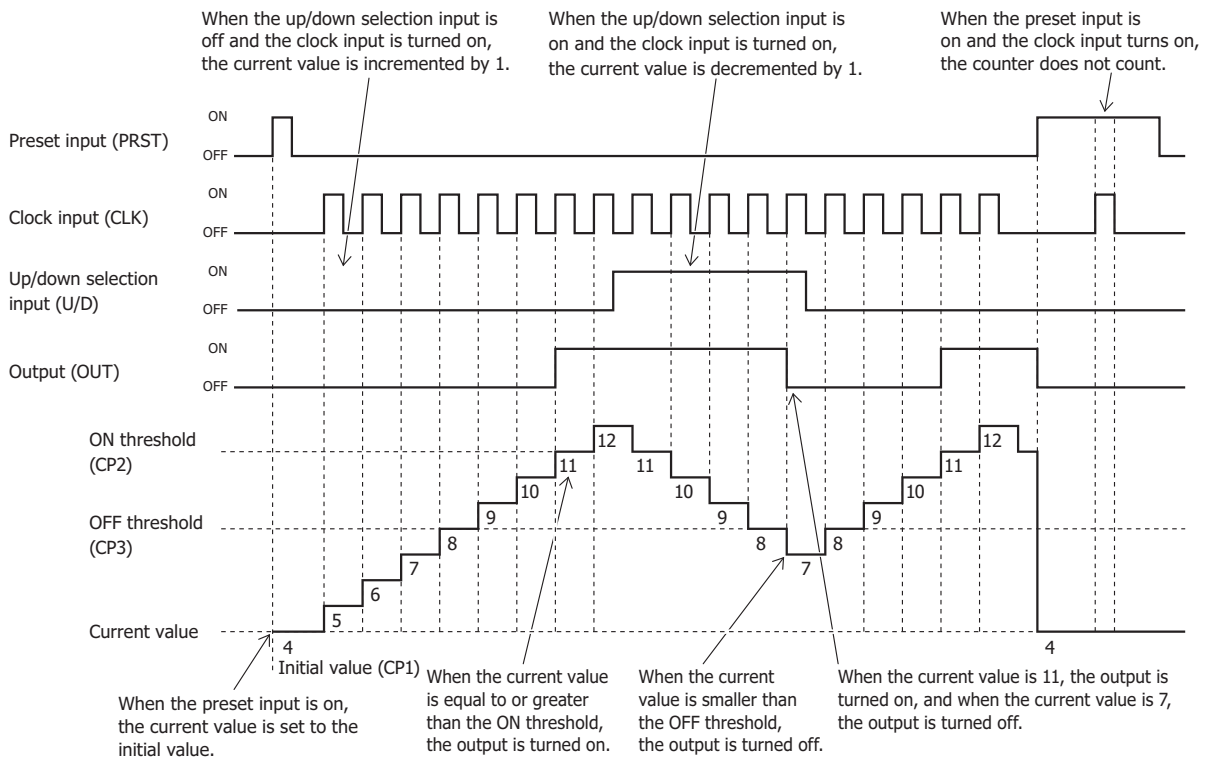 When the up/down selection input is
off and the clock input is turned on,
the current value is incremented by 1.
When the up/down selection input is
on and the clock input is turned on,
the current value is decremented by 1.
When the preset input is
on and the clock input turns on,
the counter does not count.
Preset input (PRST)
ON
OFF
Clock input (CLK)
ON
OFF
Up/down selection
input (U/D)
ON
OFF
Output (OUT)
ON
OFF
ON threshold
(CP2)
OFF threshold
(CP3)
Current value
4
5
6
7
8
9
10
11
12
11
10
9
8
7
8
9
10
11
12
4
Initial value (CP1)
When the preset input is on,
the current value is set to the
initial value.
When the current value
is equal to or greater
than the ON threshold,
the output is turned on.
When the current
value is smaller than
the OFF threshold,
the output is turned off.
When the current value is 11, the output is
turned on, and when the current value is 7,
the output is turned off.